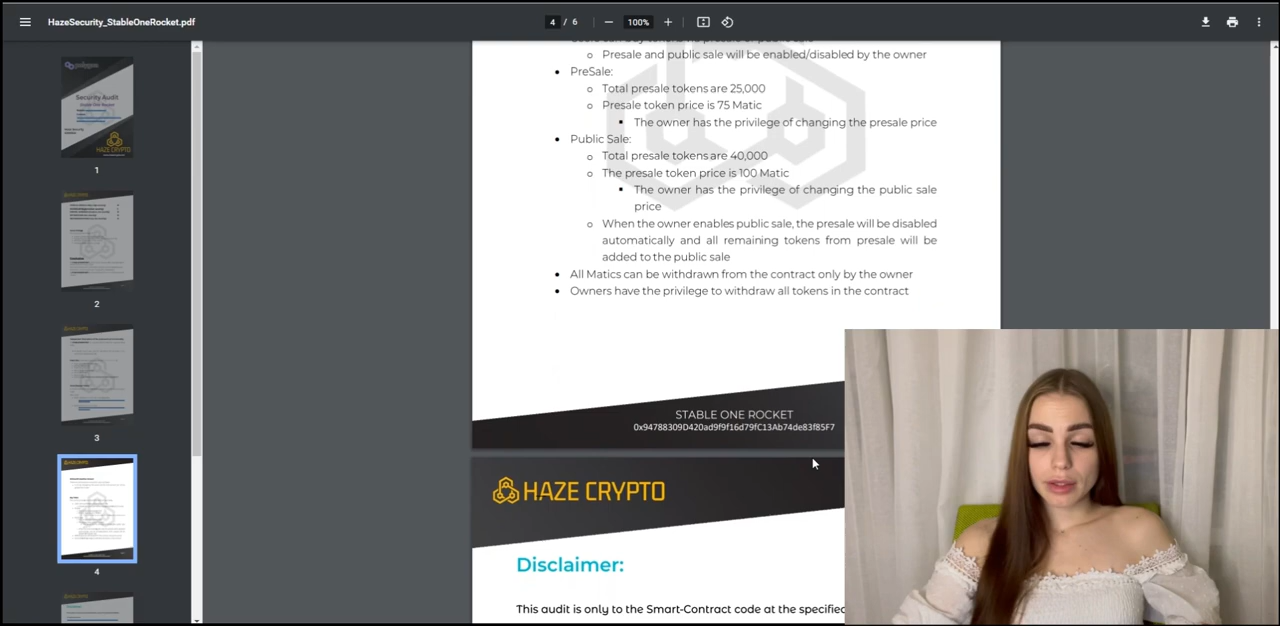 HazeSecurity_StableOneRocket.pdf
4 / 6
100%
Presale and public sale will be enabled/disabled by the owner
PreSale:
Total presale tokens are 25,000
Presale token price is 75 Matic
The owner has the privilege of changing the presale price
Public Sale:
Total presale tokens are 40,000
The presale token price is 100 Matic
The owner has the privilege of changing the public sale
price
When the owner enables public sale, the presale will be disabled
automatically and all remaining tokens from presale will be
added to the public sale
All Matics can be withdrawn from the contract only by the owner
Owners have the privilege to withdraw all tokens in the contract
STABLE ONE ROCKET
0x94788309D420ad9f9f16d79fC13Ab74de83f85F7
HAZE CRYPTO
Disclaimer:
This audit is only to the Smart-Contract code at the specifie
Security Audit
HAZE CRYPTO
1
2
3
4